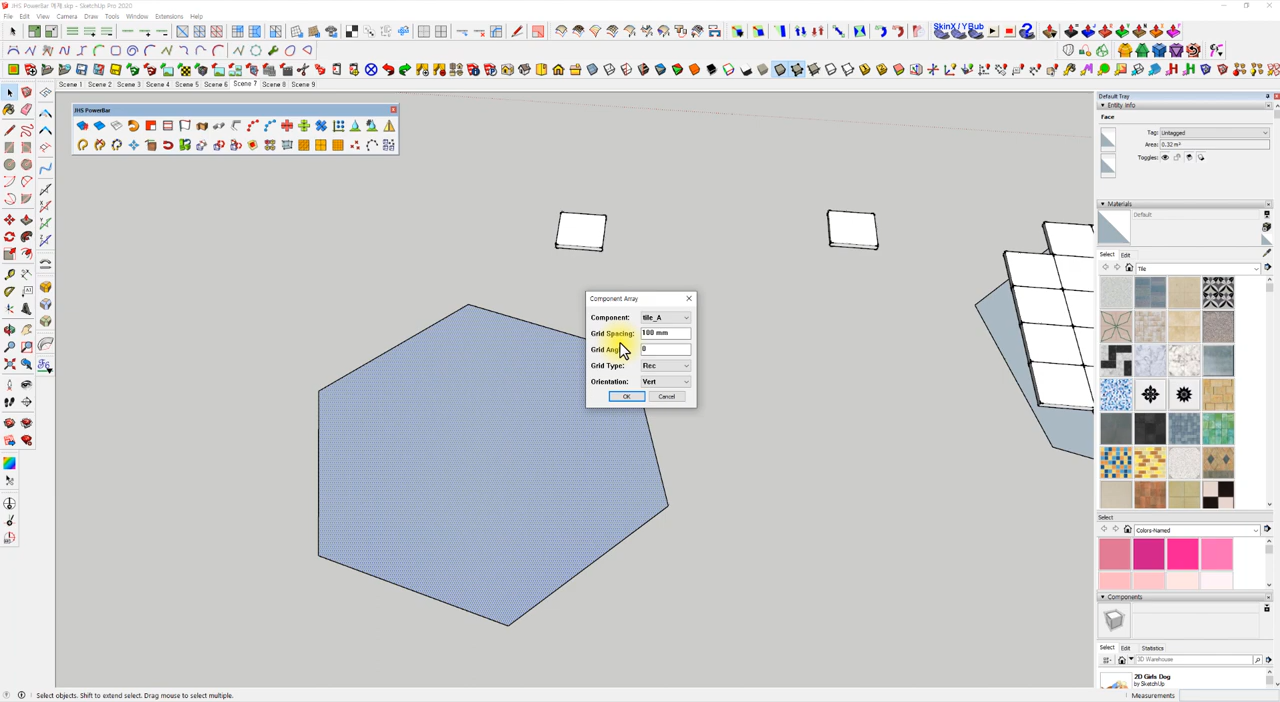 JHS PowerBar 예제.skp - SketchUp Pro 2020
File Edit View Camera Draw Tools Window Extensions Help
SkinX / YBub
Scene 1 Scene 2 Scene 3 Scene 4 Scene 5 Scene 6 Scene 7 Scene 8 Scene 9
JHS PowerBar
Default Tray
Entity Info
Face
Tag: Untagged
Area: 0.32 m²
Toggles:
Materials
Default
Select Edit
Tile
Component Array
Component: tile_A
Grid Spacing: 100 mm
Grid Ang 0
Grid Type: Rec
Orientation: Vert
OK Cancel
Select
Colors-Named
Components
Select Edit Statistics
3D Warehouse
2D Girls Dog
by SketchUp
Select objects. Shift to extend select. Drag mouse to select multiple.
Measurements